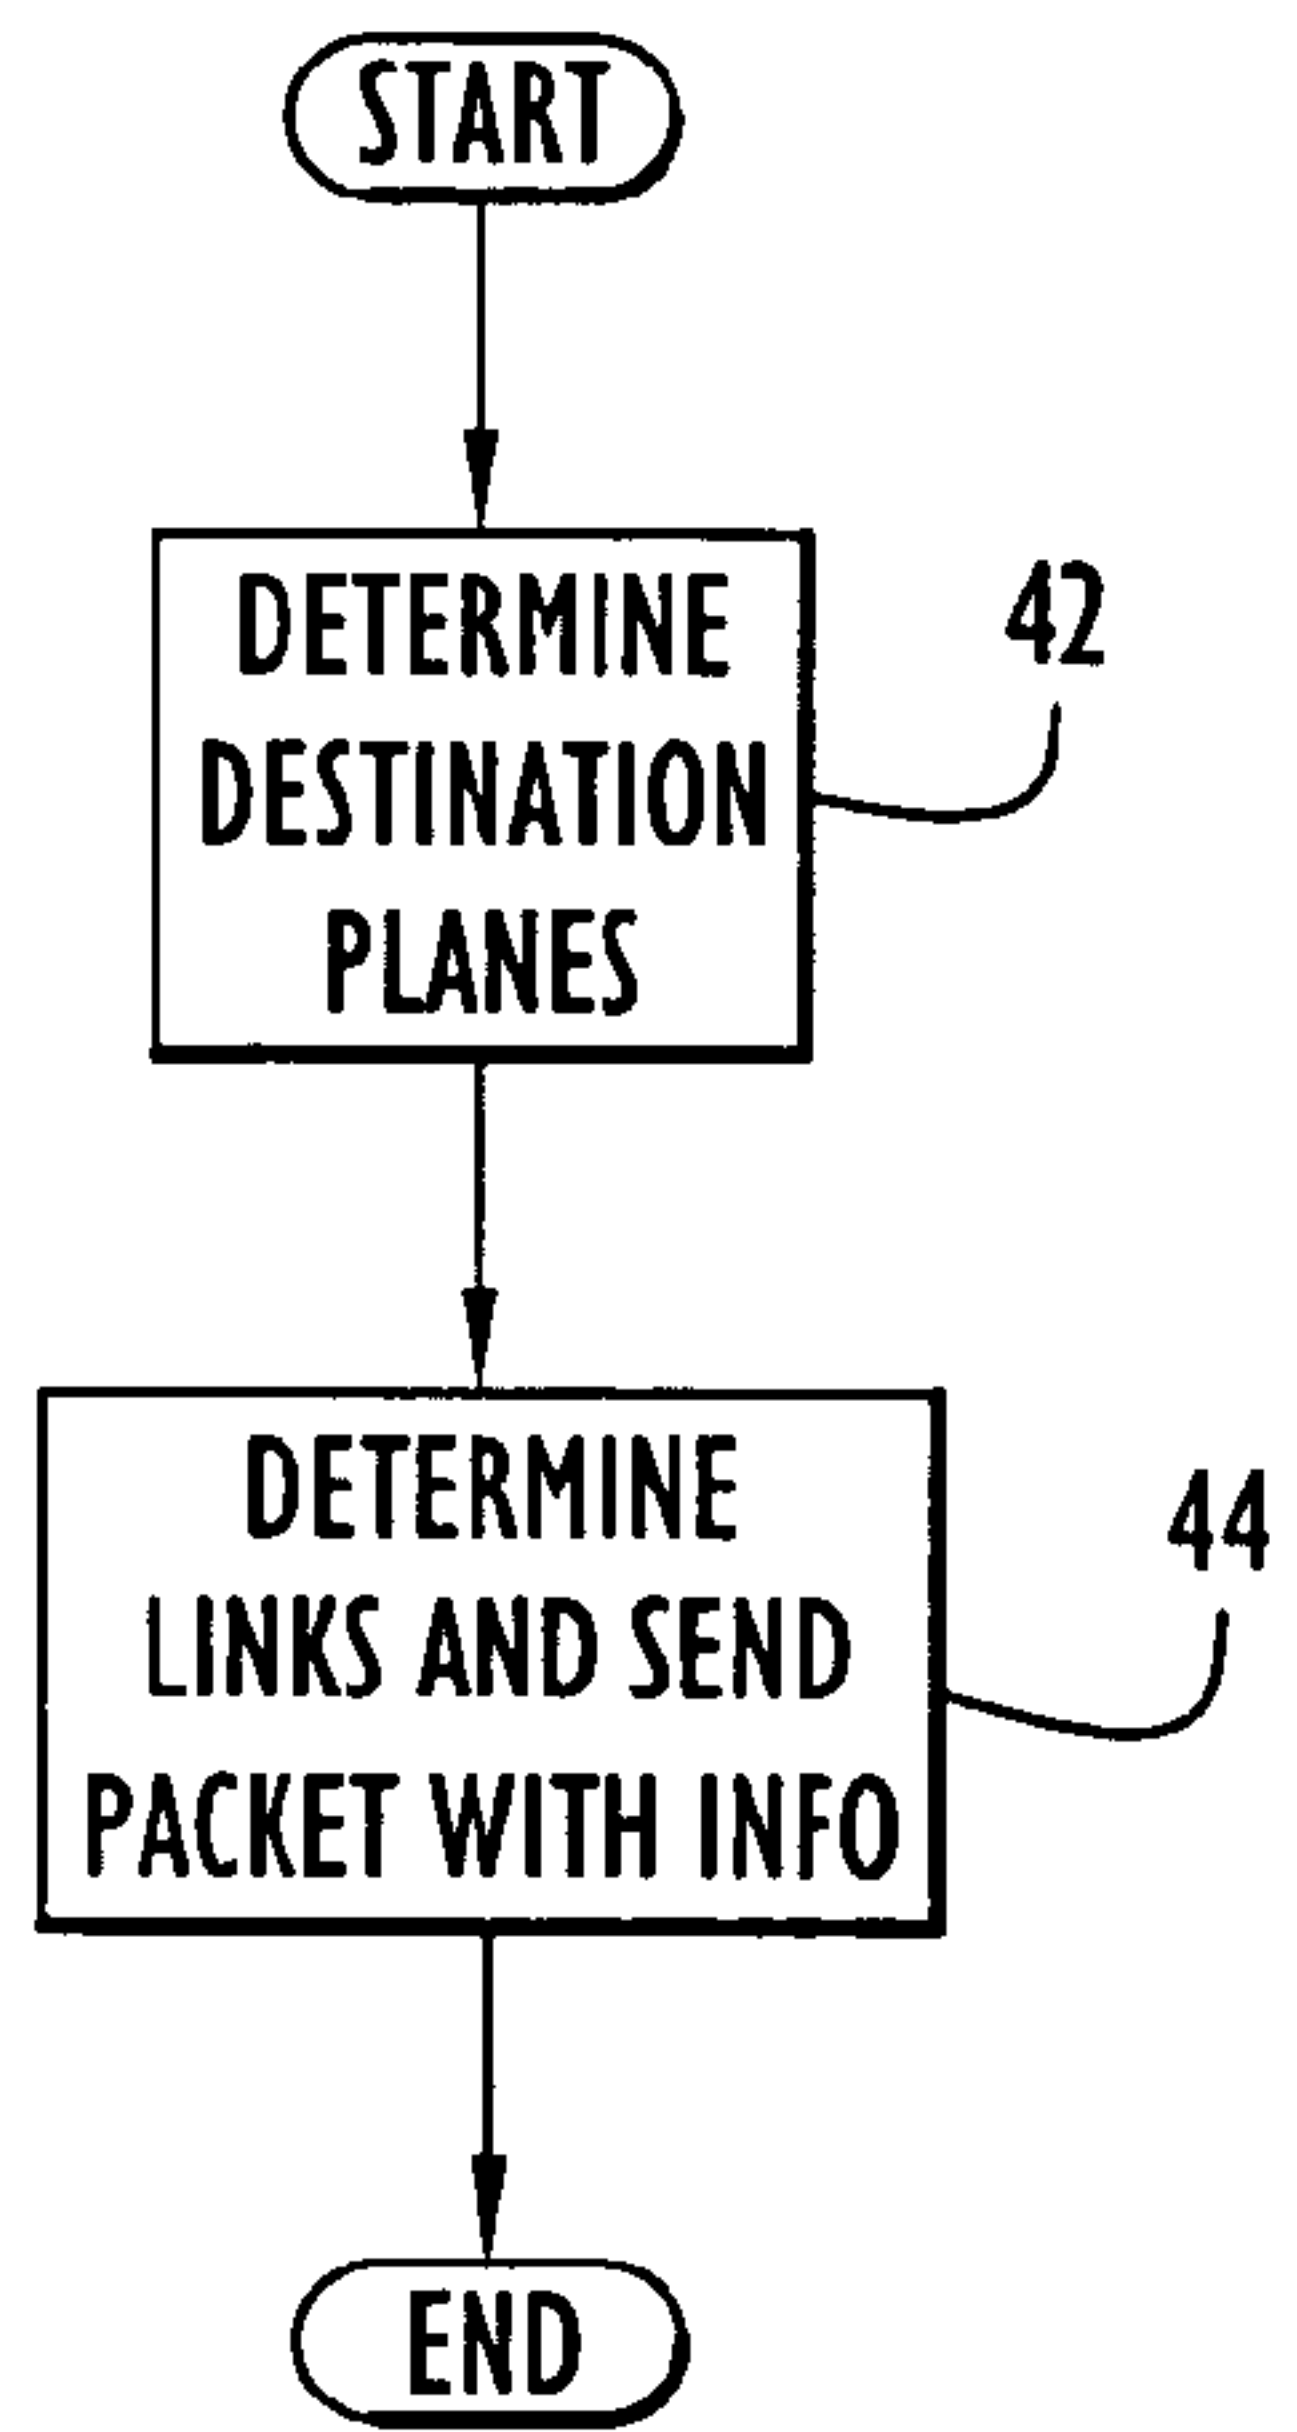 START
DETERMINE
DESTINATION
PLANES
42
DETERMINE
LINKS AND SEND
PACKET WITH INFO
44
END